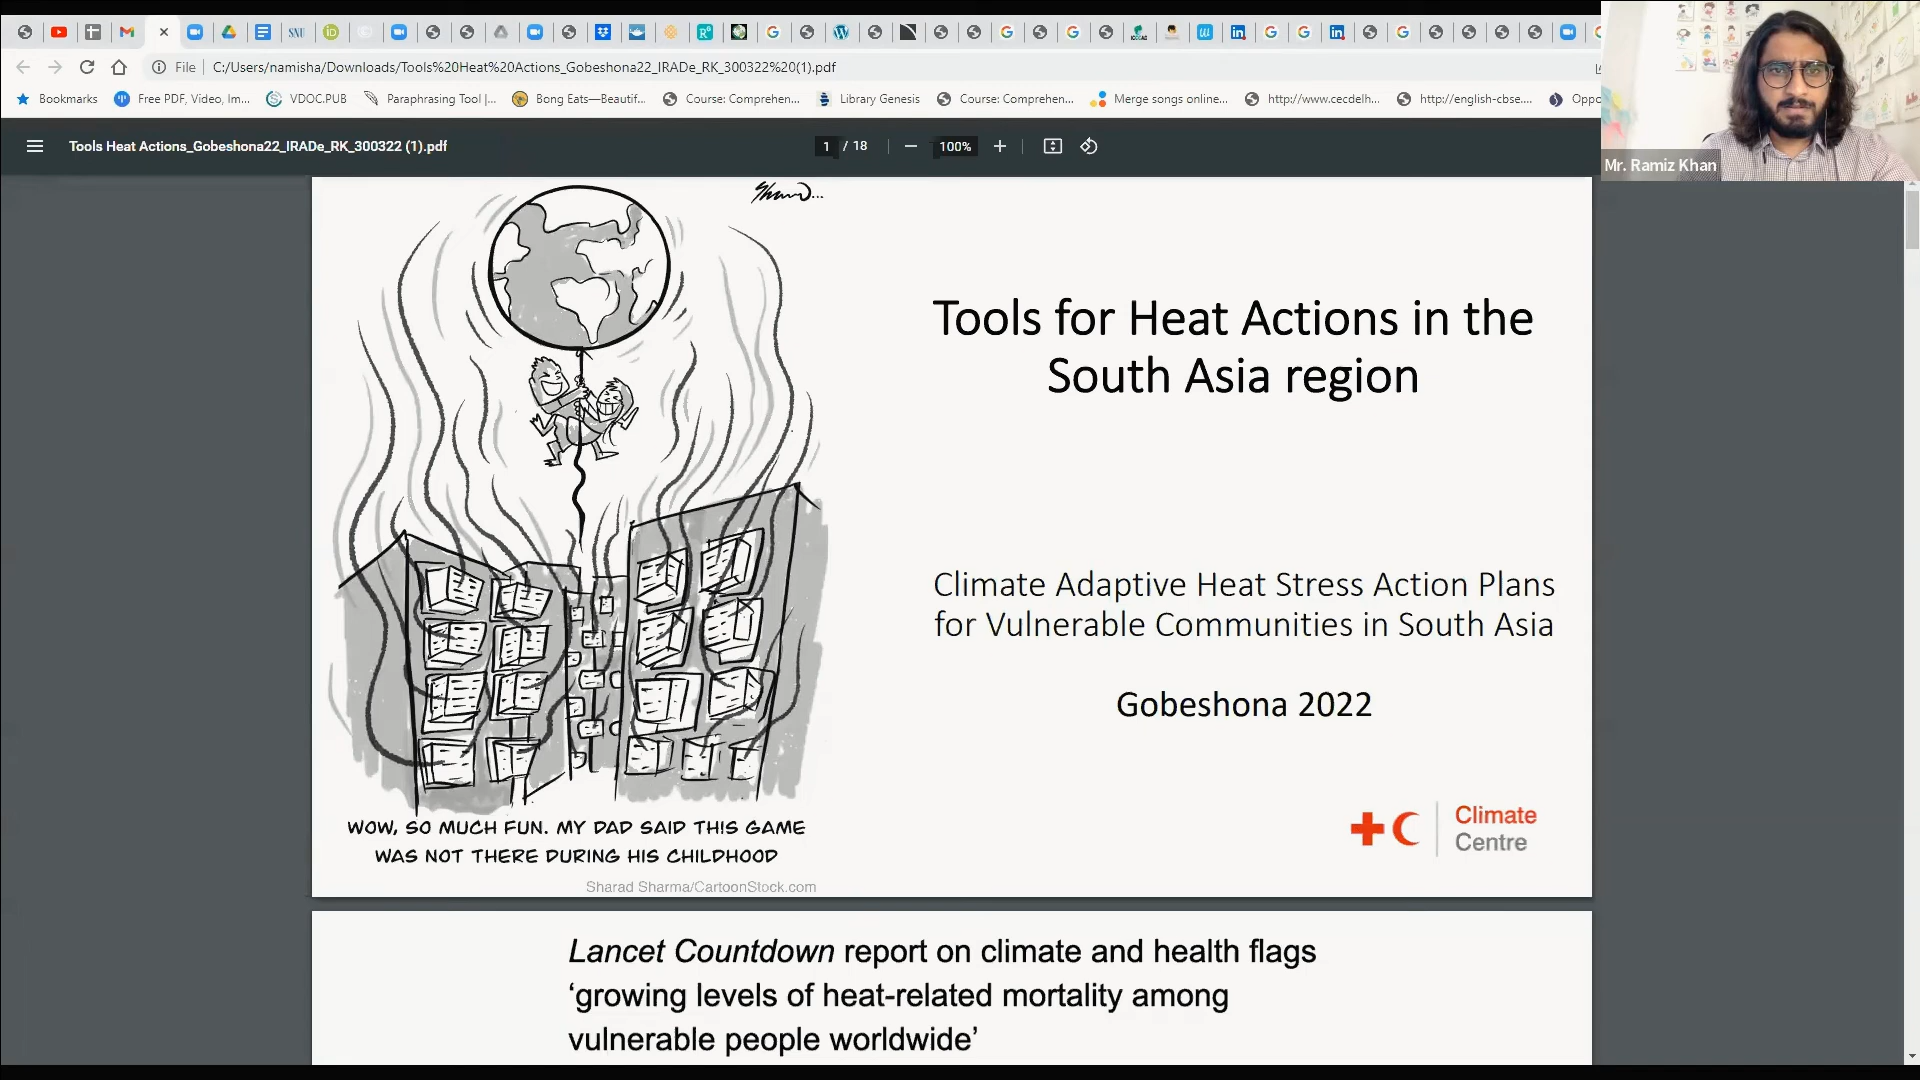 File C:/Users/namisha/Downloads/Tools%20Heat%20Actions_Gobeshona22_IRADe_RK_300322%20(1).pdf
Bookmarks Free PDF, Video, Im... VDOC.PUB Paraphrasing Tool |... Bong Eats—Beautif... Course: Comprehen... Library Genesis Course: Comprehen... Merge songs online... http://www.cecdelh... http://english-cbse.... Oppo
Mr. Ramiz Khan
Tools Heat Actions_Gobeshona22_IRADe_RK_300322 (1).pdf 1 / 18 100%
Tools for Heat Actions in the
South Asia region
Climate Adaptive Heat Stress Action Plans
for Vulnerable Communities in South Asia
Gobeshona 2022
Climate
Centre
WOW, SO MUCH FUN. MY DAD SAID THIS GAME
WAS NOT THERE DURING HIS CHILDHOOD
Sharad Sharma/CartoonStock.com
Lancet Countdown report on climate and health flags
‘growing levels of heat-related mortality among
vulnerable people worldwide’